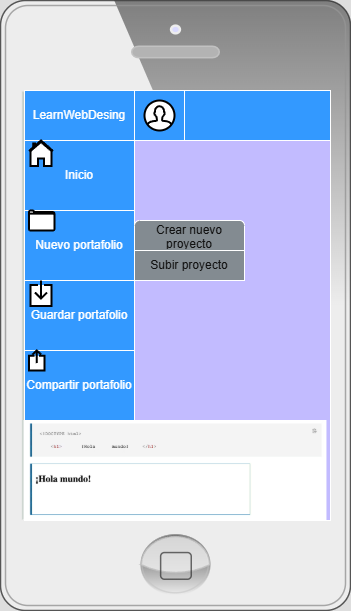 LearnWebDesing
Inicio
Nuevo portafolio
Crear nuevo
proyecto
Subir proyecto
Guardar portafolio
Compartir portafolio
<!DOCTYPE html>
<h1> ¡Hola mundo! </h1>
¡Hola mundo!